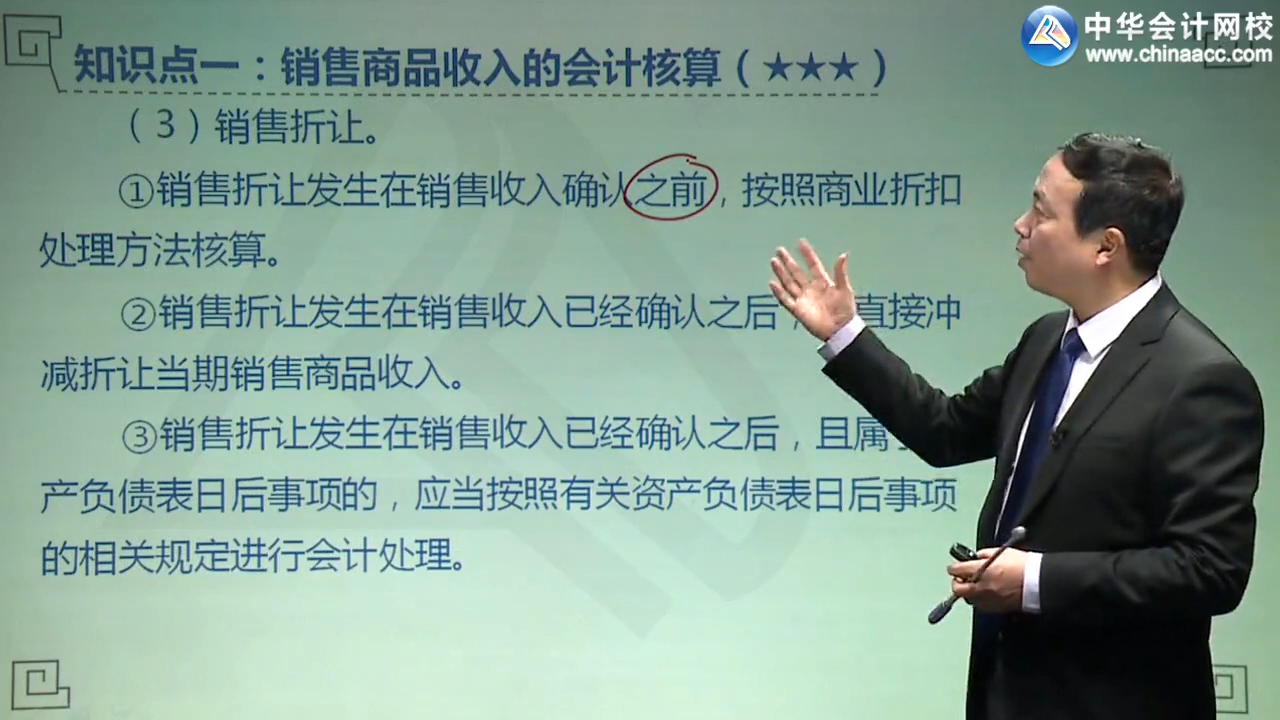 中华会计网校
www.chinaacc.com
知识点一：销售商品收入的会计核算（★★★）
（3）销售折让。
①销售折让发生在销售收入确认之前，按照商业折扣
处理方法核算。
②销售折让发生在销售收入已经确认之后，直接冲
减折让当期销售商品收入。
③销售折让发生在销售收入已经确认之后，且属
产负债表日后事项的，应当按照有关资产负债表日后事项
的相关规定进行会计处理。